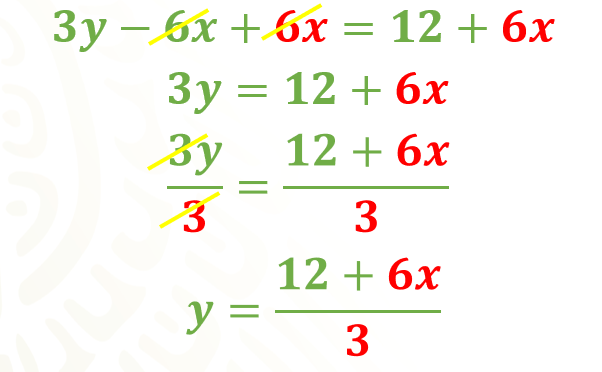 3y − 6x + 6x = 12 + 6x
3y = 12 + 6x
3y/3 = (12 + 6x)/3
y = (12 + 6x)/3